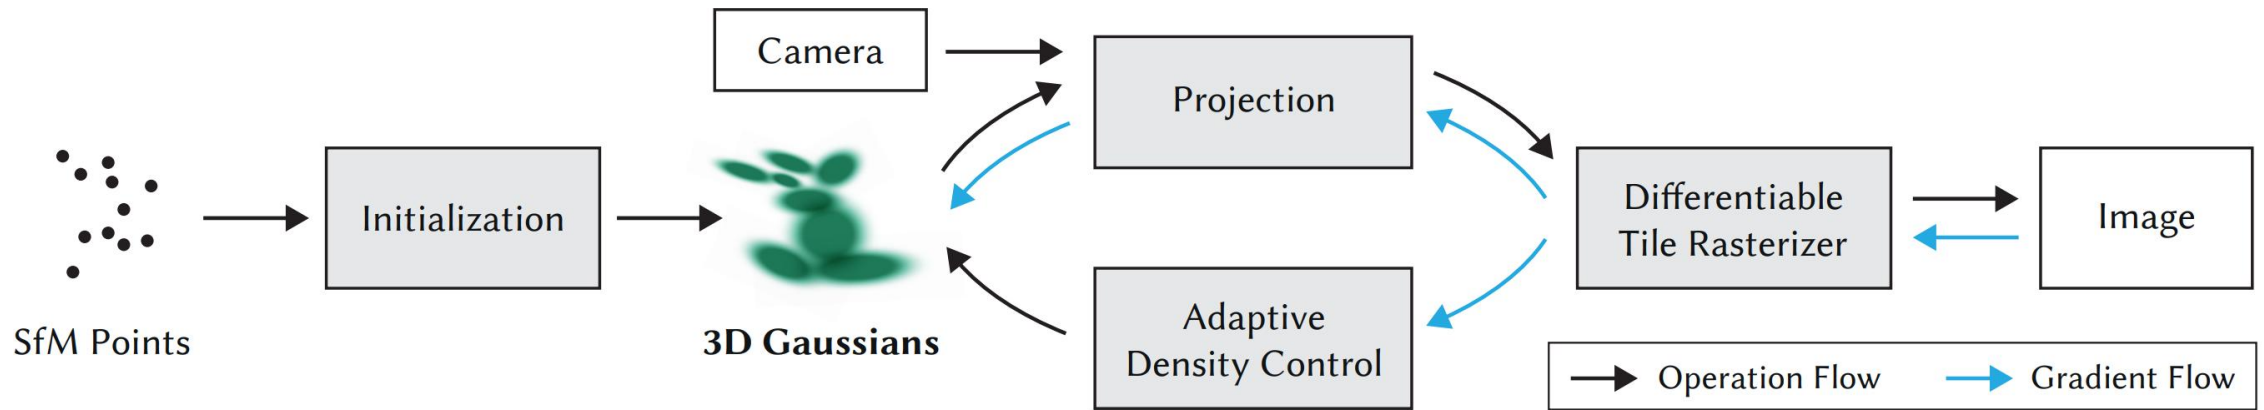 SfM Points
Initialization
Camera
3D Gaussians
Projection
Adaptive
Density Control
Differentiable
Tile Rasterizer
Image
Operation Flow
Gradient Flow